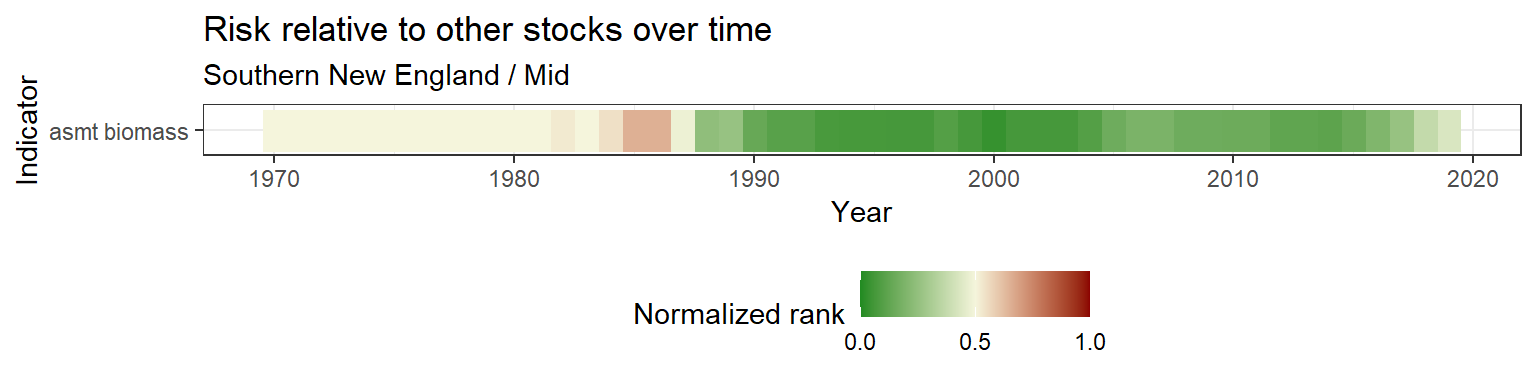 Risk relative to other stocks over time
Southern New England / Mid
Indicator
asmt biomass
1970 1980 1990 2000 2010 2020
Year
Normalized rank
0.0 0.5 1.0